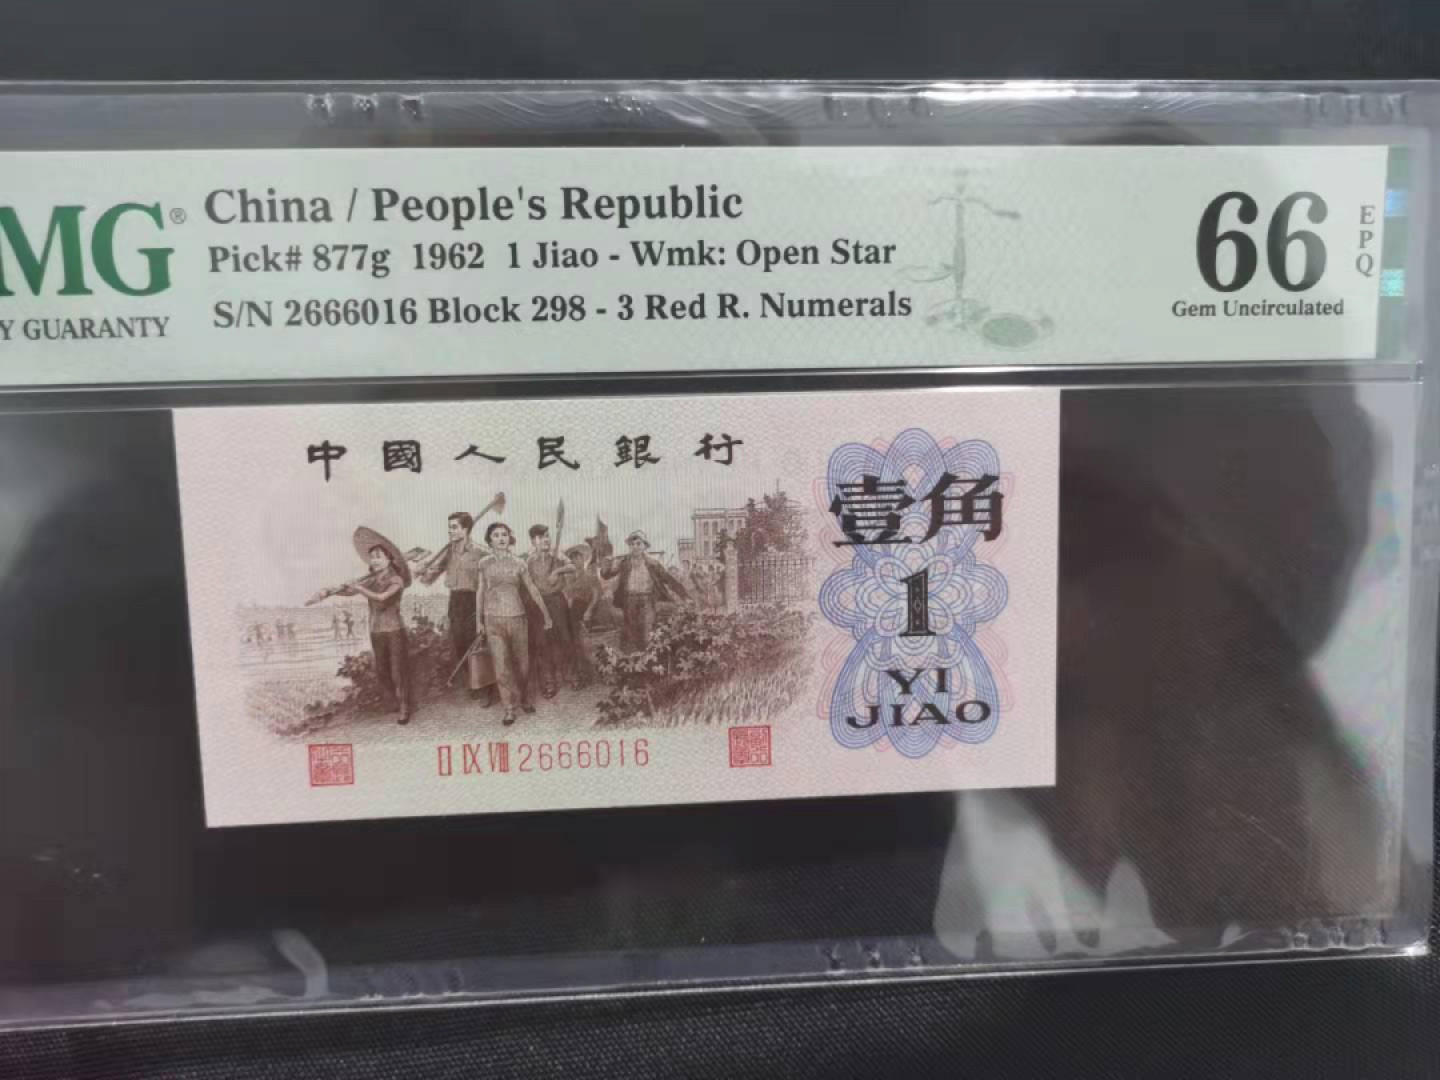 MG® China / People's Republic
Pick# 877g 1962 1 Jiao - Wmk: Open Star
S/N 2666016 Block 298 - 3 Red R. Numerals
Y GUARANTY
66
EPQ
Gem Uncirculated
中國人民銀行
壹角
1
YI
JIAO
II IX VIII 2666016